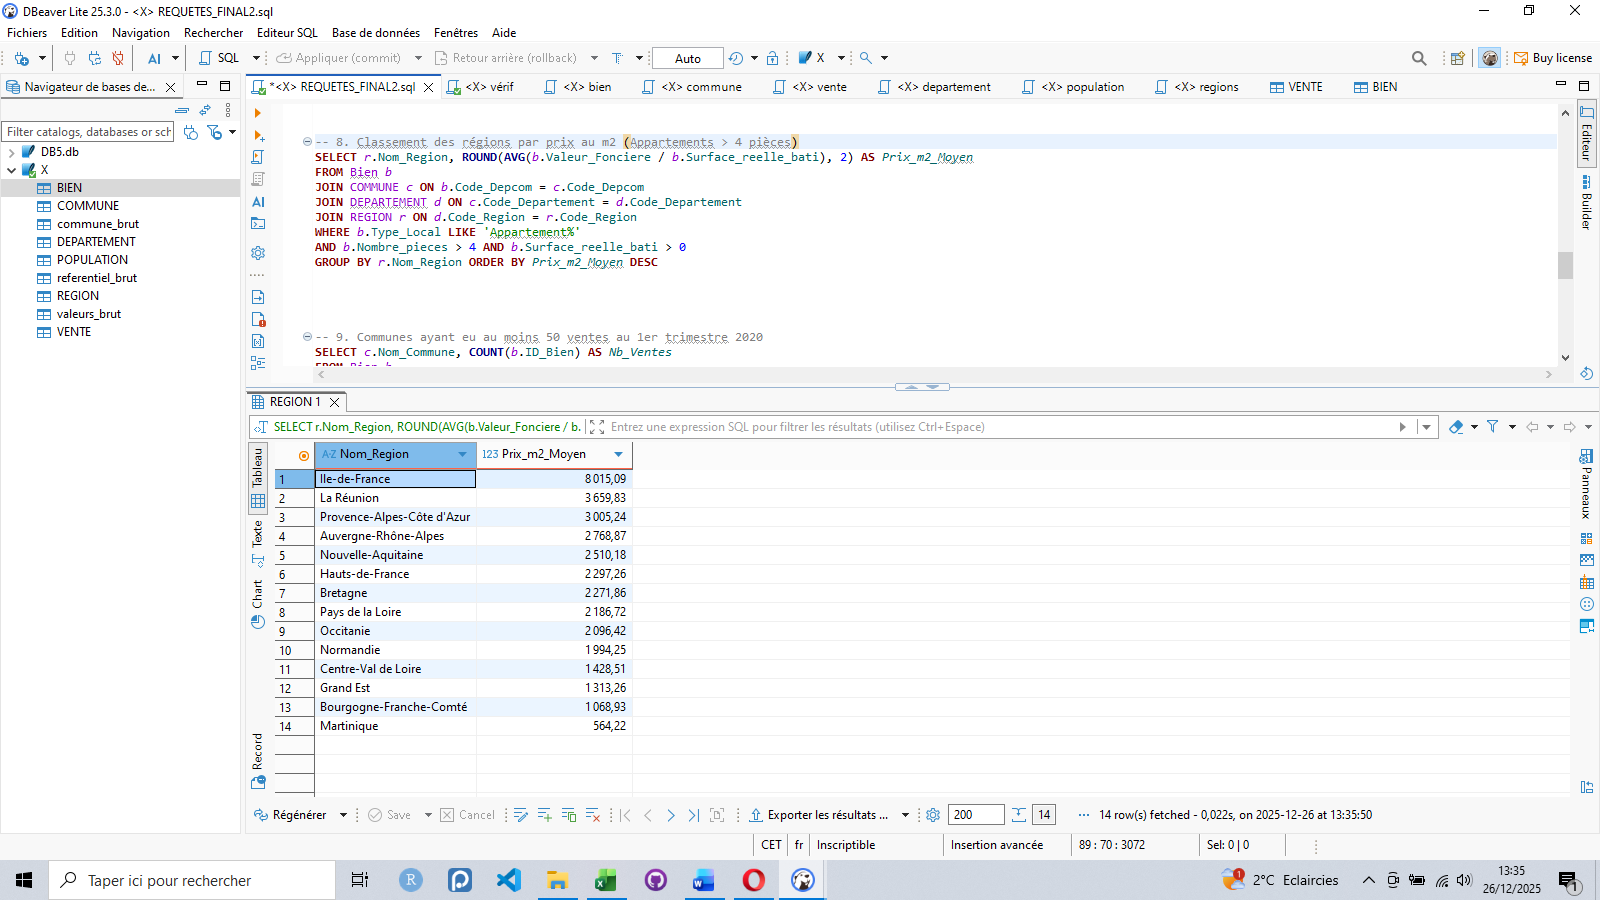 DBeaver Lite 25.3.0 - <X> REQUETES_FINAL2.sql
Fichiers Edition Navigation Rechercher Editeur SQL Base de données Fenêtres Aide
AI SQL Appliquer (commit) Retour arrière (rollback) T Auto X Buy license
Navigateur de bases de...
*<X> REQUETES_FINAL2.sql <X> vérif <X> bien <X> commune <X> vente <X> departement <X> population <X> regions VENTE BIEN
Filter catalogs, databases or sch
DB5.db
X
BIEN
COMMUNE
commune_brut
DEPARTEMENT
POPULATION
referentiel_brut
REGION
valeurs_brut
VENTE
AI
-- 8. Classement des régions par prix au m2 (Appartements > 4 pièces)
SELECT r.Nom_Region, ROUND(AVG(b.Valeur_Fonciere / b.Surface_reelle_bati), 2) AS Prix_m2_Moyen
FROM Bien b
JOIN COMMUNE c ON b.Code_Depcom = c.Code_Depcom
JOIN DEPARTEMENT d ON c.Code_Departement = d.Code_Departement
JOIN REGION r ON d.Code_Region = r.Code_Region
WHERE b.Type_Local LIKE 'Appartement%'
AND b.Nombre_pieces > 4 AND b.Surface_reelle_bati > 0
GROUP BY r.Nom_Region ORDER BY Prix_m2_Moyen DESC
-- 9. Communes ayant eu au moins 50 ventes au 1er trimestre 2020
SELECT c.Nom_Commune, COUNT(b.ID_Bien) AS Nb_Ventes
FROM Bien b
Editeur
Builder
REGION 1
SELECT r.Nom_Region, ROUND(AVG(b.Valeur_Fonciere / b. Entrez une expression SQL pour filtrer les résultats (utilisez Ctrl+Espace)
Tableau
Texte
Chart
Record
A-Z Nom_Region 123 Prix_m2_Moyen
1 Ile-de-France 8 015,09
2 La Réunion 3 659,83
3 Provence-Alpes-Côte d'Azur 3 005,24
4 Auvergne-Rhône-Alpes 2 768,87
5 Nouvelle-Aquitaine 2 510,18
6 Hauts-de-France 2 297,26
7 Bretagne 2 271,86
8 Pays de la Loire 2 186,72
9 Occitanie 2 096,42
10 Normandie 1 994,25
11 Centre-Val de Loire 1 428,51
12 Grand Est 1 313,26
13 Bourgogne-Franche-Comté 1 068,93
14 Martinique 564,22
Panneaux
Régénérer Save Cancel Exporter les résultats ... 200 14 14 row(s) fetched - 0,022s, on 2025-12-26 at 13:35:50
CET fr Inscriptible Insertion avancée 89 : 70 : 3072 Sel: 0 | 0
Taper ici pour rechercher
1 2°C Eclaircies
13:35
26/12/2025
1